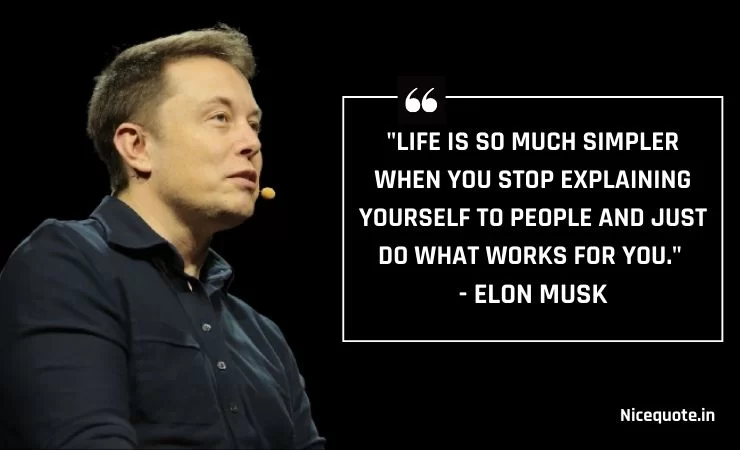 "LIFE IS SO MUCH SIMPLER
WHEN YOU STOP EXPLAINING
YOURSELF TO PEOPLE AND JUST
DO WHAT WORKS FOR YOU."
- ELON MUSK
Nicequote.in